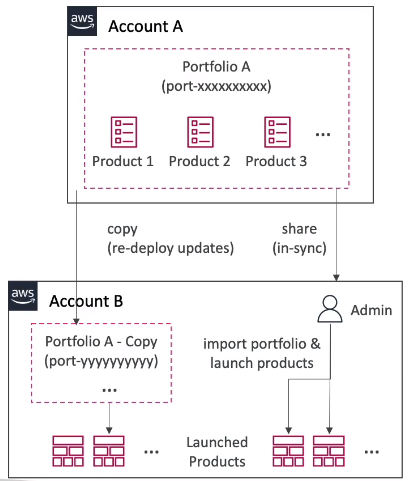 aws
Account A
Portfolio A
(port-xxxxxxxxxx)
Product 1
Product 2
Product 3
...
copy
(re-deploy updates)
share
(in-sync)
aws
Account B
Admin
Portfolio A - Copy
(port-yyyyyyyyyy)
...
import portfolio &
launch products
...
Launched
Products
...